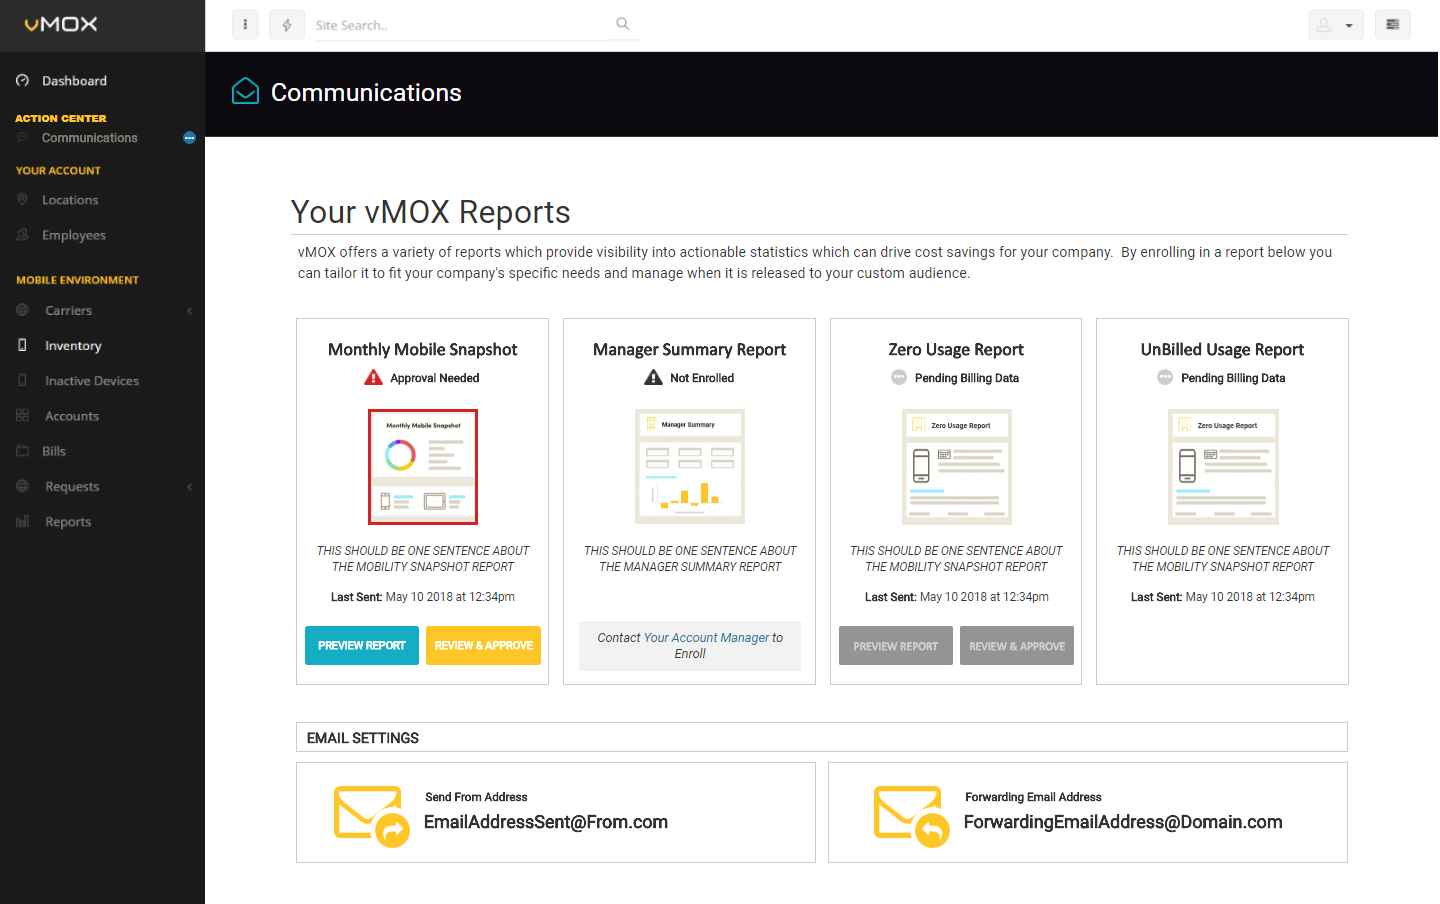 vMOX
Site Search..
Dashboard
ACTION CENTER
Communications
YOUR ACCOUNT
Locations
Employees
MOBILE ENVIRONMENT
Carriers
Inventory
Inactive Devices
Accounts
Bills
Requests
Reports
Communications
Your vMOX Reports
vMOX offers a variety of reports which provide visibility into actionable statistics which can drive cost savings for your company.  By enrolling in a report below you
can tailor it to fit your company's specific needs and manage when it is released to your custom audience.
Monthly Mobile Snapshot
Approval Needed
Monthly Mobile Snapshot
THIS SHOULD BE ONE SENTENCE ABOUT
THE MOBILITY SNAPSHOT REPORT
Last Sent: May 10 2018 at 12:34pm
PREVIEW REPORT
REVIEW & APPROVE
Manager Summary Report
Not Enrolled
Manager Summary
THIS SHOULD BE ONE SENTENCE ABOUT
THE MANAGER SUMMARY REPORT
Contact Your Account Manager to
Enroll
Zero Usage Report
Pending Billing Data
Zero Usage Report
THIS SHOULD BE ONE SENTENCE ABOUT
THE MOBILITY SNAPSHOT REPORT
Last Sent: May 10 2018 at 12:34pm
PREVIEW REPORT
REVIEW & APPROVE
UnBilled Usage Report
Pending Billing Data
Zero Usage Report
THIS SHOULD BE ONE SENTENCE ABOUT
THE MOBILITY SNAPSHOT REPORT
Last Sent: May 10 2018 at 12:34pm
EMAIL SETTINGS
Send From Address
EmailAddressSent@From.com
Forwarding Email Address
ForwardingEmailAddress@Domain.com